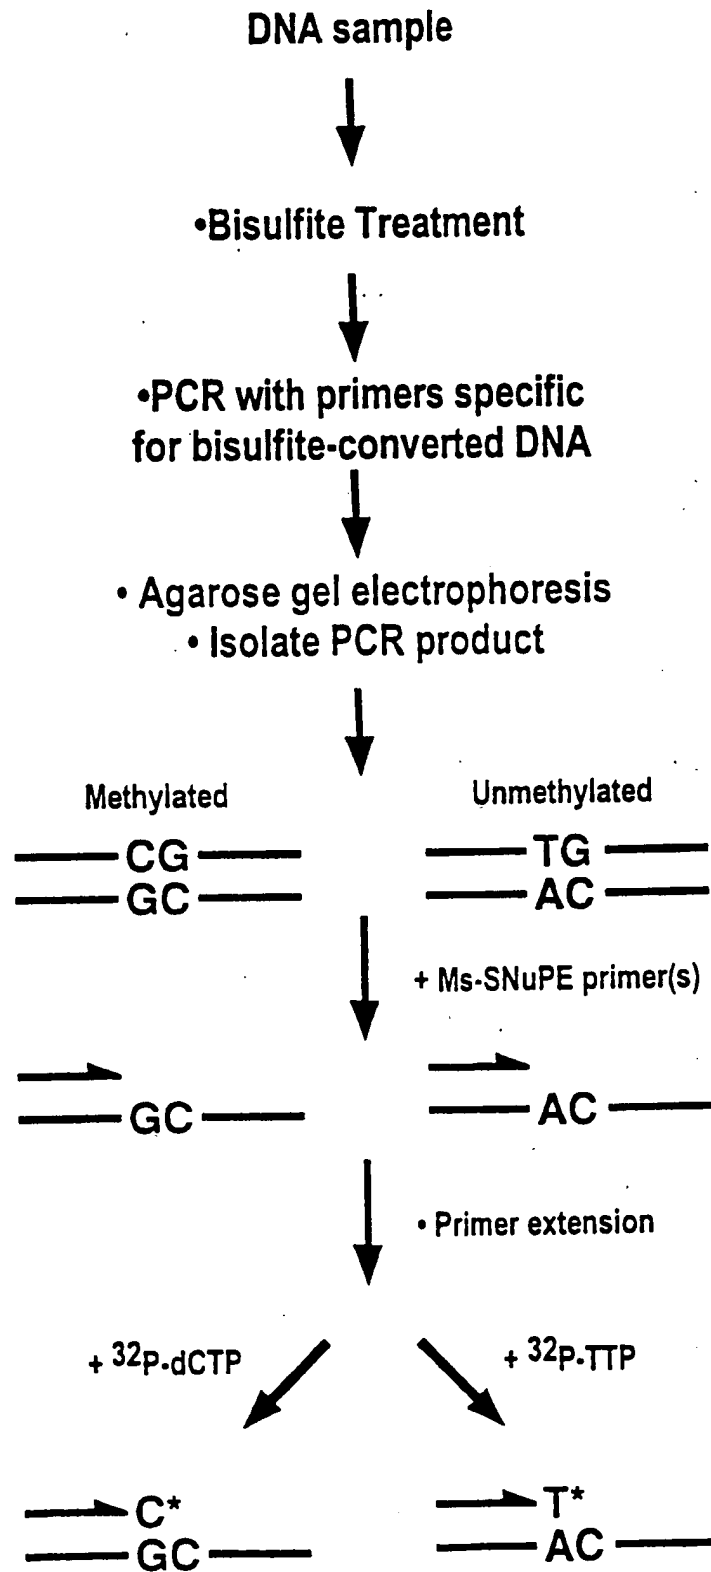 DNA sample
•Bisulfite Treatment
•PCR with primers specific
for bisulfite-converted DNA
• Agarose gel electrophoresis
• Isolate PCR product
Methylated
Unmethylated
CG
GC
TG
AC
+ Ms-SNuPE primer(s)
GC
AC
• Primer extension
+ ³²P-dCTP
+ ³²P-TTP
C*
GC
T*
AC